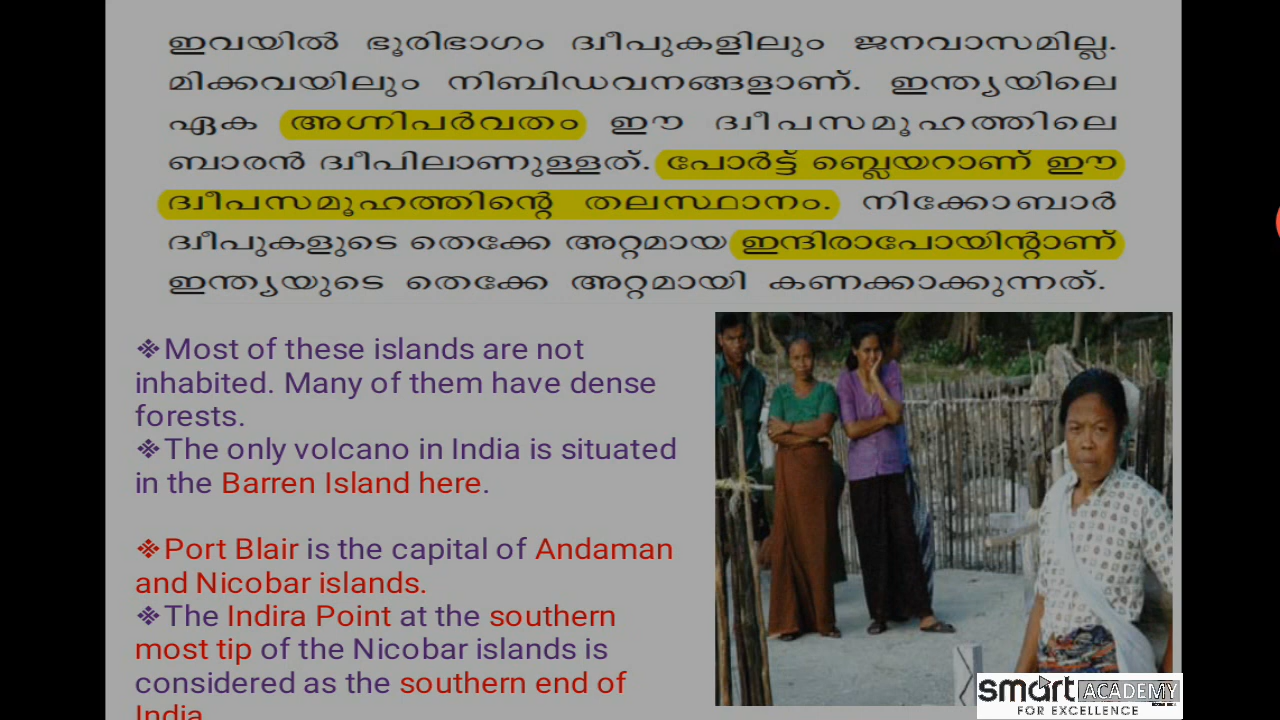 ഇവയിൽ ഭൂരിഭാഗം ദ്വീപുകളിലും ജനവാസമില്ല.
മിക്കവയിലും നിബിഡവനങ്ങളാണ്. ഇന്ത്യയിലെ
ഏക അഗ്നിപർവതം ഈ ദ്വീപസമൂഹത്തിലെ
ബാരൻ ദ്വീപിലാണുള്ളത്. പോർട്ട് ബ്ലെയറാണ് ഈ
ദ്വീപസമൂഹത്തിന്റെ തലസ്ഥാനം. നിക്കോബാർ
ദ്വീപുകളുടെ തെക്കേ അറ്റമായ ഇന്ദിരാപോയിന്റാണ്
ഇന്ത്യയുടെ തെക്കേ അറ്റമായി കണക്കാക്കുന്നത്.
❖Most of these islands are not
inhabited. Many of them have dense
forests.
❖The only volcano in India is situated
in the Barren Island here.
❖Port Blair is the capital of Andaman
and Nicobar islands.
❖The Indira Point at the southern
most tip of the Nicobar islands is
considered as the southern end of
India
smart ACADEMY
FOR EXCELLENCE